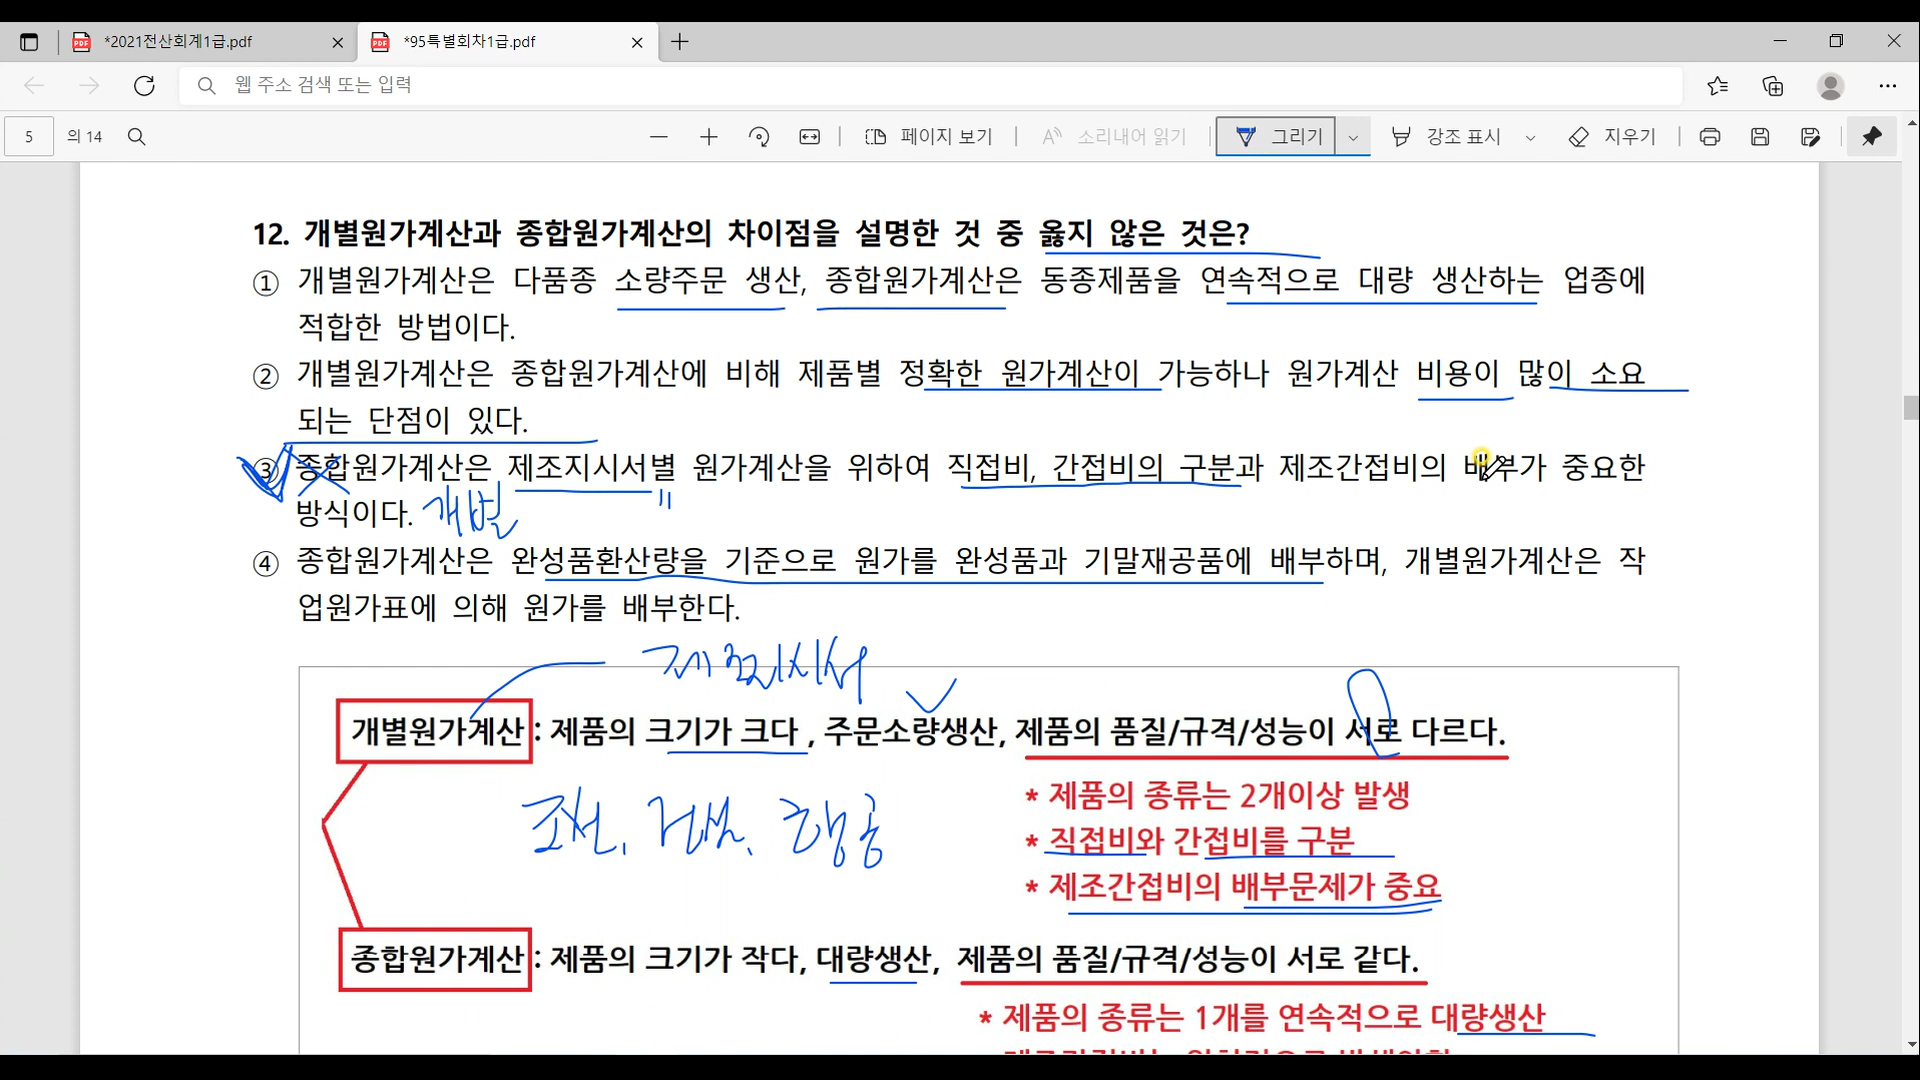 *2021전산회계1급.pdf
*95특별회차1급.pdf
웹 주소 검색 또는 입력
5 의 14
페이지 보기
소리내어 읽기
그리기
강조 표시
지우기
12. 개별원가계산과 종합원가계산의 차이점을 설명한 것 중 옳지 않은 것은?
① 개별원가계산은 다품종 소량주문 생산, 종합원가계산은 동종제품을 연속적으로 대량 생산하는 업종에
적합한 방법이다.
② 개별원가계산은 종합원가계산에 비해 제품별 정확한 원가계산이 가능하나 원가계산 비용이 많이 소요
되는 단점이 있다.
③ 종합원가계산은 제조지시서별 원가계산을 위하여 직접비, 간접비의 구분과 제조간접비의 배부가 중요한
방식이다. 개별
④ 종합원가계산은 완성품환산량을 기준으로 원가를 완성품과 기말재공품에 배부하며, 개별원가계산은 작
업원가표에 의해 원가를 배부한다.
개별원가계산 : 제품의 크기가 크다 , 주문소량생산, 제품의 품질/규격/성능이 서로 다르다.
* 제품의 종류는 2개이상 발생
* 직접비와 간접비를 구분
* 제조간접비의 배부문제가 중요
종합원가계산 : 제품의 크기가 작다, 대량생산, 제품의 품질/규격/성능이 서로 같다.
* 제품의 종류는 1개를 연속적으로 대량생산